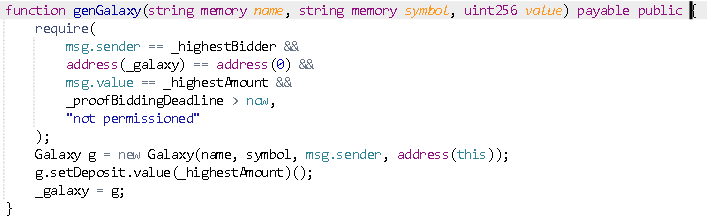 function genGalaxy(string memory name, string memory symbol, uint256 value) payable public {
require(
msg.sender == _highestBidder &&
address(_galaxy) == address(0) &&
msg.value == _highestAmount &&
_proofBiddingDeadline > now,
"not permissioned"
);
Galaxy g = new Galaxy(name, symbol, msg.sender, address(this));
g.setDeposit.value(_highestAmount)();
_galaxy = g;
}